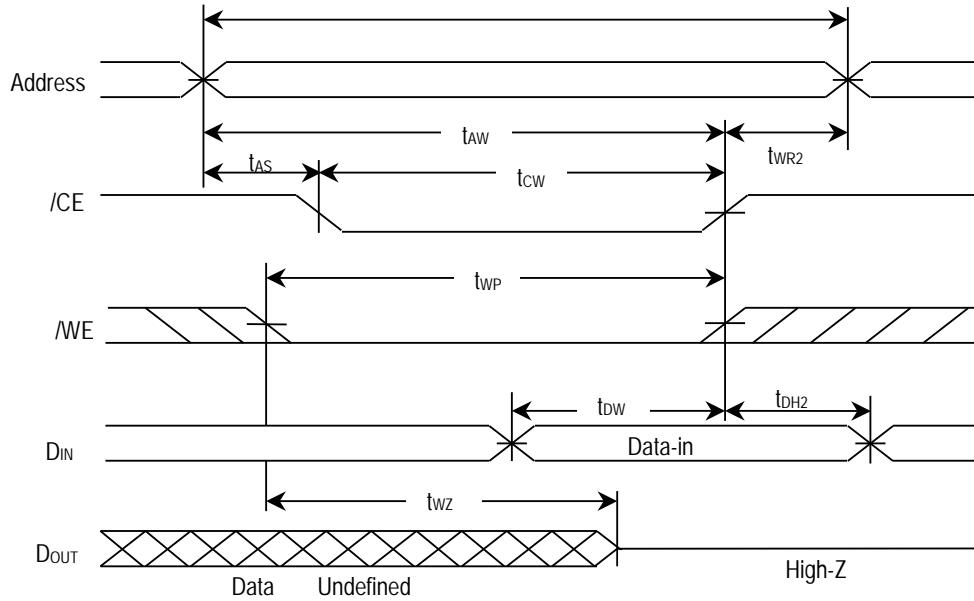 Address
tAW
tWR2
tAS
tCW
/CE
tWP
/WE
tDW
tDH2
DIN
Data-in
tWZ
DOUT
High-Z
Data Undefined